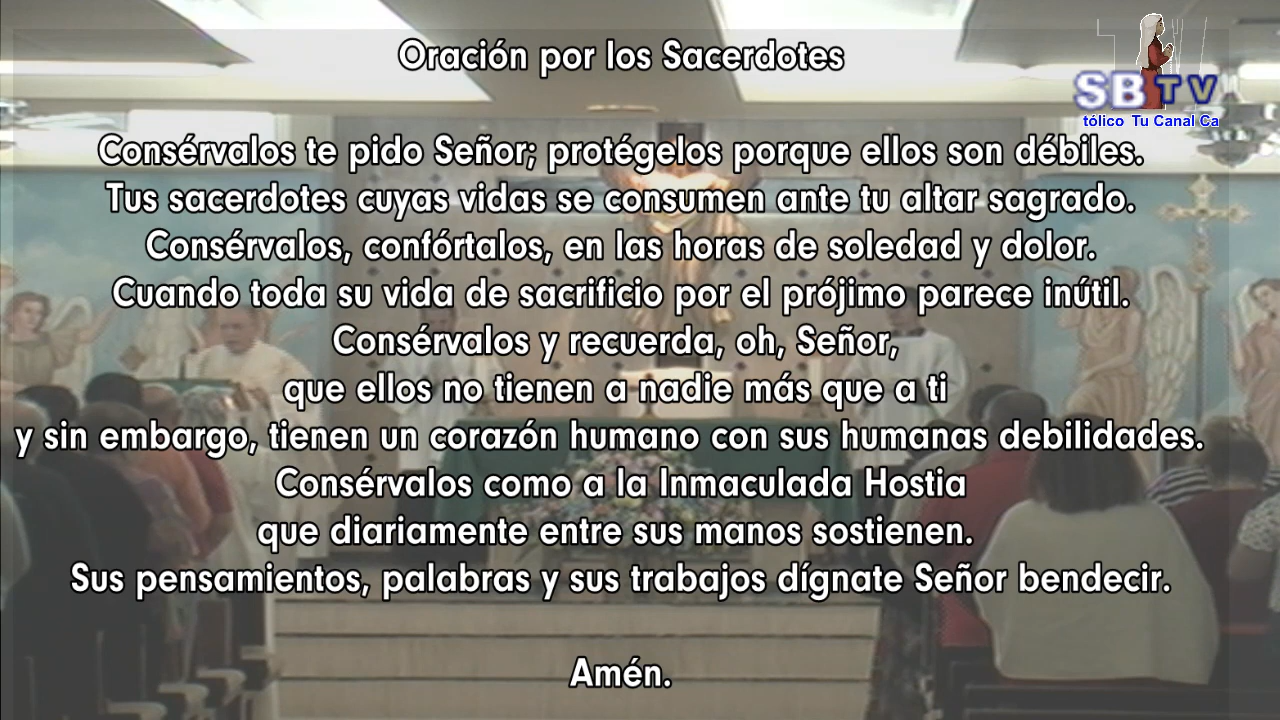 Oración por los Sacerdotes
SB TV
tólico Tu Canal Ca
Consérvalos te pido Señor; protégelos porque ellos son débiles.
Tus sacerdotes cuyas vidas se consumen ante tu altar sagrado.
Consérvalos, confórtalos, en las horas de soledad y dolor.
Cuando toda su vida de sacrificio por el prójimo parece inútil.
Consérvalos y recuerda, oh, Señor,
que ellos no tienen a nadie más que a ti
y sin embargo, tienen un corazón humano con sus humanas debilidades.
Consérvalos como a la Inmaculada Hostia
que diariamente entre sus manos sostienen.
Sus pensamientos, palabras y sus trabajos dígnate Señor bendecir.
Amén.